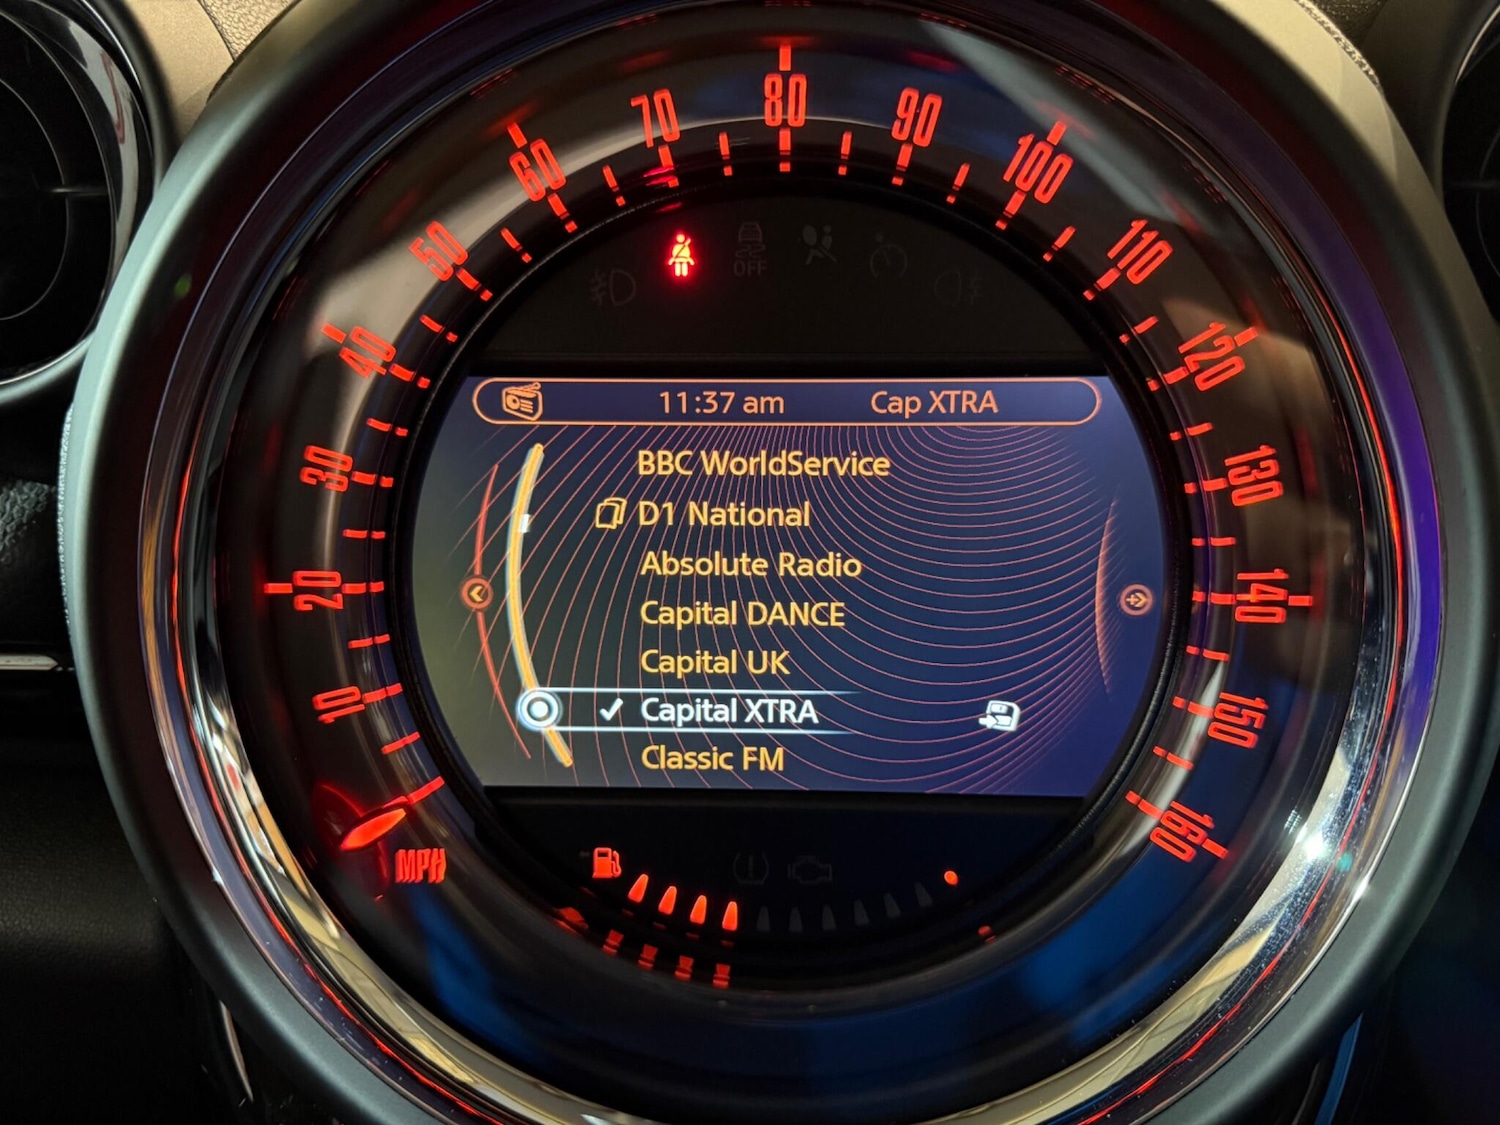 80
70
90
60
100
50
110
OFF
40
120
11:37 am Cap XTRA
30
BBC WorldService
130
D1 National
Absolute Radio
20
140
Capital DANCE
Capital UK
10
Capital XTRA
150
Classic FM
160
MPH